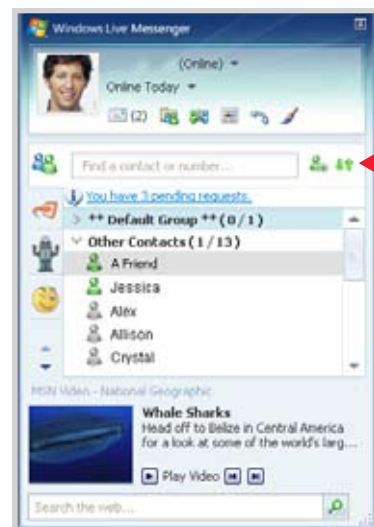 Windows Live Messenger
(Online)
Online Today
(2)
Find a contact or number...
You have 3 pending requests.
** Default Group ** (0/1)
Other Contacts (1/13)
A Friend
Jessica
Alex
Allison
Crystal
MSN Video - National Geographic
Whale Sharks
Head off to Belize in Central America
for a look at some of the world's larg...
Play Video
Search the web...